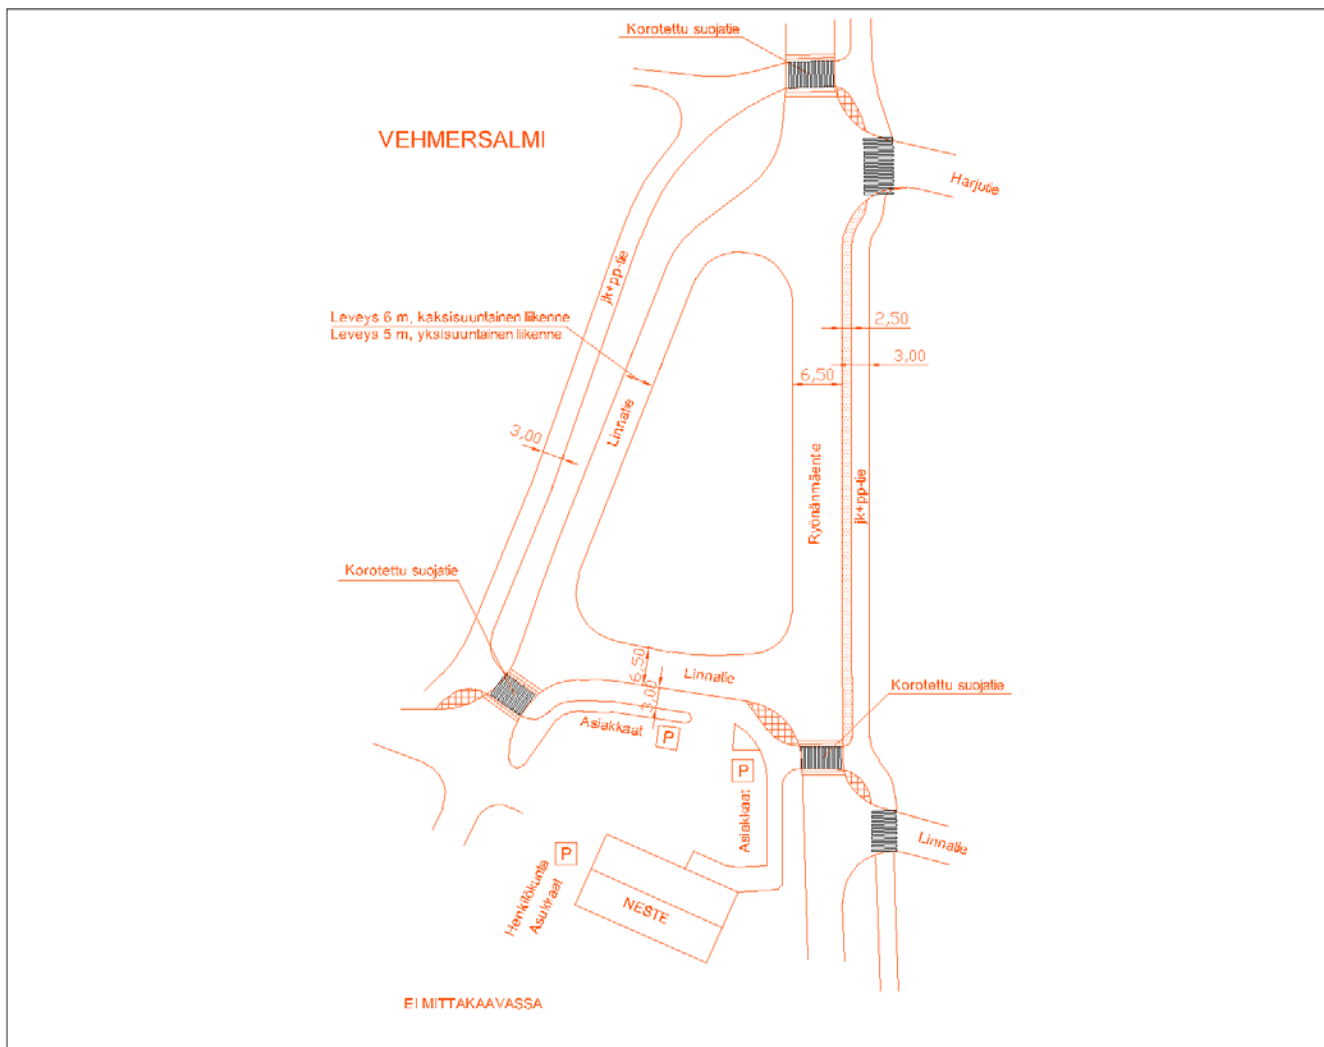 Korotettu suojatie
VEHMERSALMI
Harjutie
jk+pp-tie
Leveys 6 m, kaksisuuntainen liikenne
Leveys 5 m, yksisuuntainen liikenne
2,50
3,00
6,50
Linnatie
3,00
Ryönänmäentie
jk+pp-tie
Korotettu suojatie
6,50
Linnatie
3,00
Korotettu suojatie
Asiakkaat
P
P
Asiakkaat
Linnatie
P
Henkilökunta
Asukkaat
NESTE
EI MITTAKAAVASSA